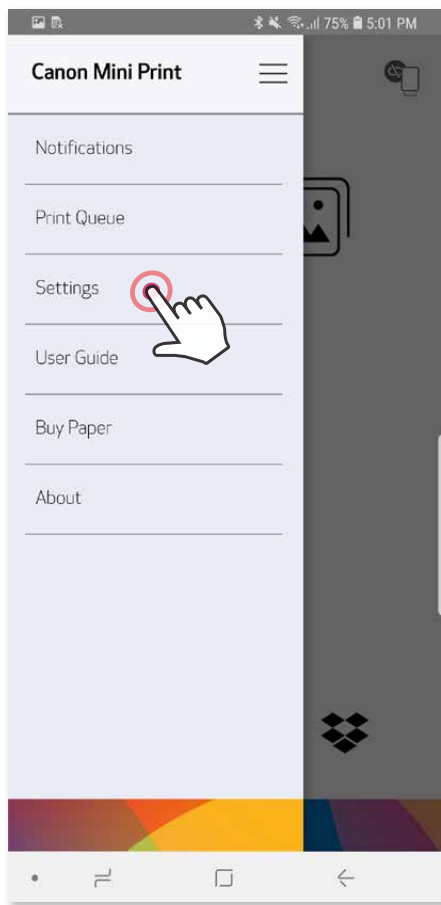 75% 5:01 PM
Canon Mini Print
Notifications
Print Queue
Settings
User Guide
Buy Paper
About